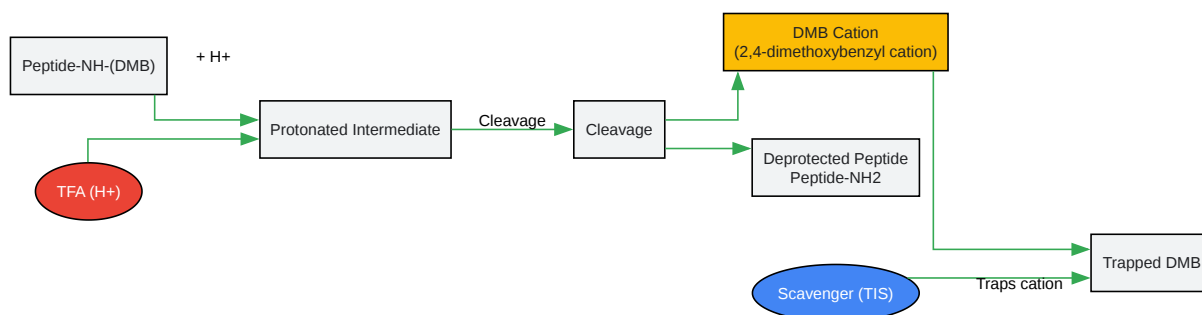 Peptide-NH-(DMB)
+ H+
TFA (H+)
Protonated Intermediate
Cleavage
Cleavage
DMB Cation
(2,4-dimethoxybenzyl cation)
Deprotected Peptide
Peptide-NH2
Scavenger (TIS)
Traps cation
Trapped DMB